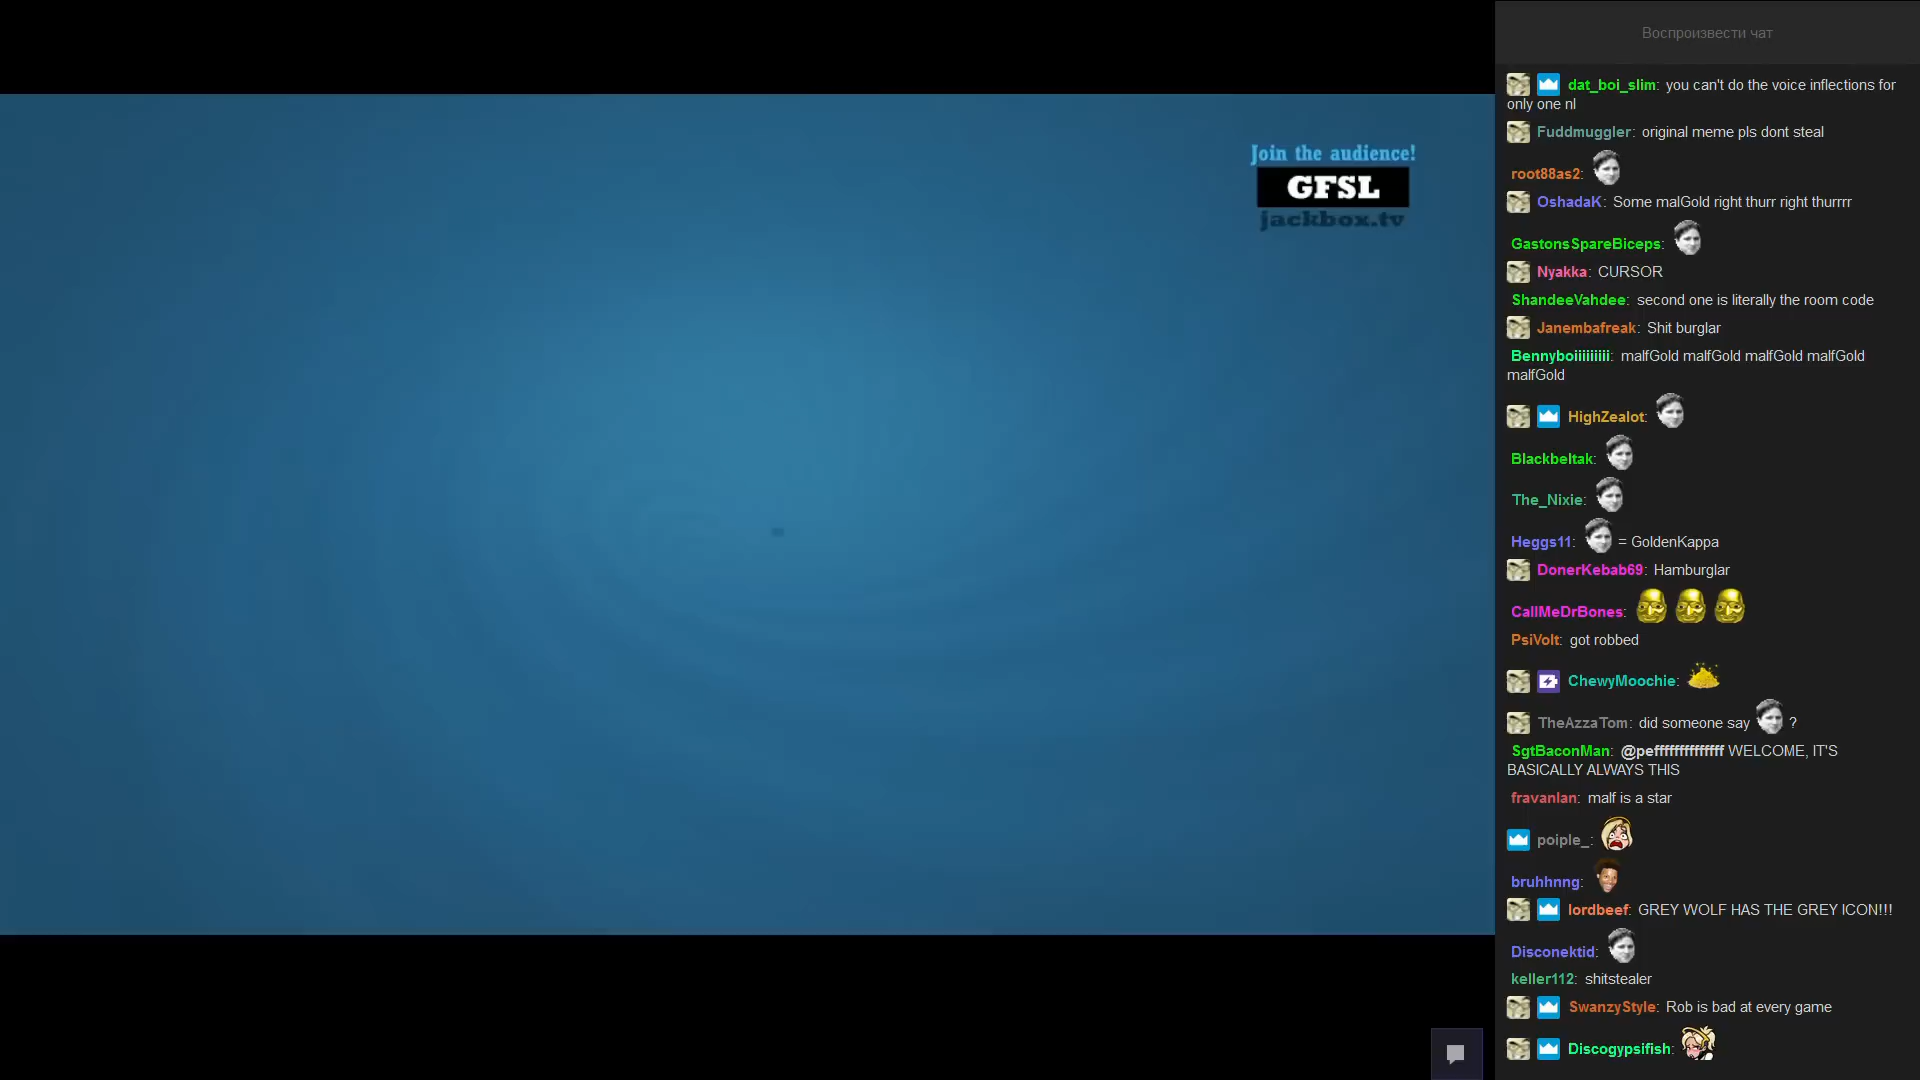 Воспроизвести чат
Join the audience!
GFSL
jackbox.tv
dat_boi_slim: you can't do the voice inflections for
only one nl
Fuddmuggler: original meme pls dont steal
root88as2:
OshadaK: Some malGold right thurr right thurrrr
GastonsSpareBiceps:
Nyakka: CURSOR
ShandeeVahdee: second one is literally the room code
Janembafreak: Shit burglar
Bennyboiiiiiiiii: malfGold malfGold malfGold malfGold
malfGold
HighZealot:
Blackbeltak:
The_Nixie:
Heggs11: = GoldenKappa
DonerKebab69: Hamburglar
CallMeDrBones:
PsiVolt: got robbed
ChewyMoochie:
TheAzzaTom: did someone say ?
SgtBaconMan: @peffffffffffffff WELCOME, IT'S
BASICALLY ALWAYS THIS
fravanlan: malf is a star
poiple_:
bruhhnng:
lordbeef: GREY WOLF HAS THE GREY ICON!!!
Disconektid:
keller112: shitstealer
SwanzyStyle: Rob is bad at every game
Discogypsifish: